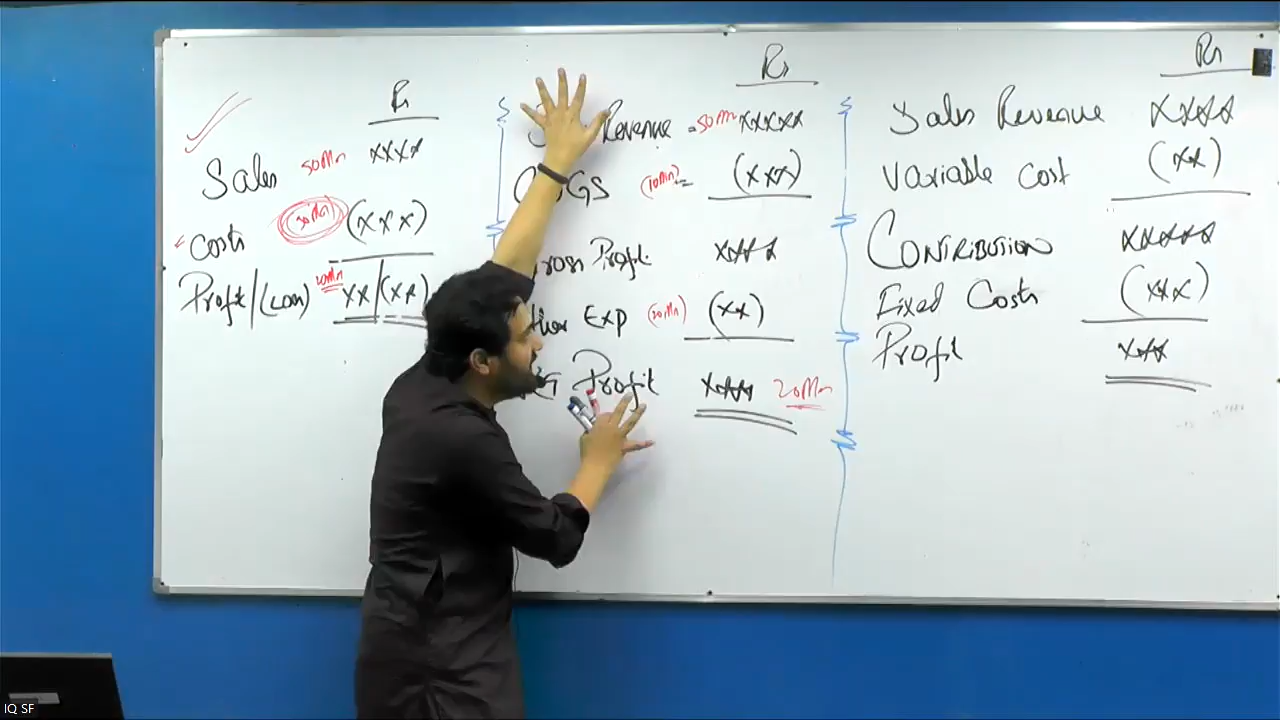 Rs
Sales 50Mn xxxx
Costs (30Mn) (xxx)
Profit/(Loss) 20Mn xx/(xx)
Rs
Revenue = 50Mn xxxxx
(10Mn) = (xxx)
Profit xxxx
Exp (20Mn) (xx)
Profit xxxx 20Mn
Rs
Sales Revenue xxxx
Variable Cost (xx)
CONTRIBUTION xxxxx
Fixed Costs (xxx)
Profit xxx
IQ SF